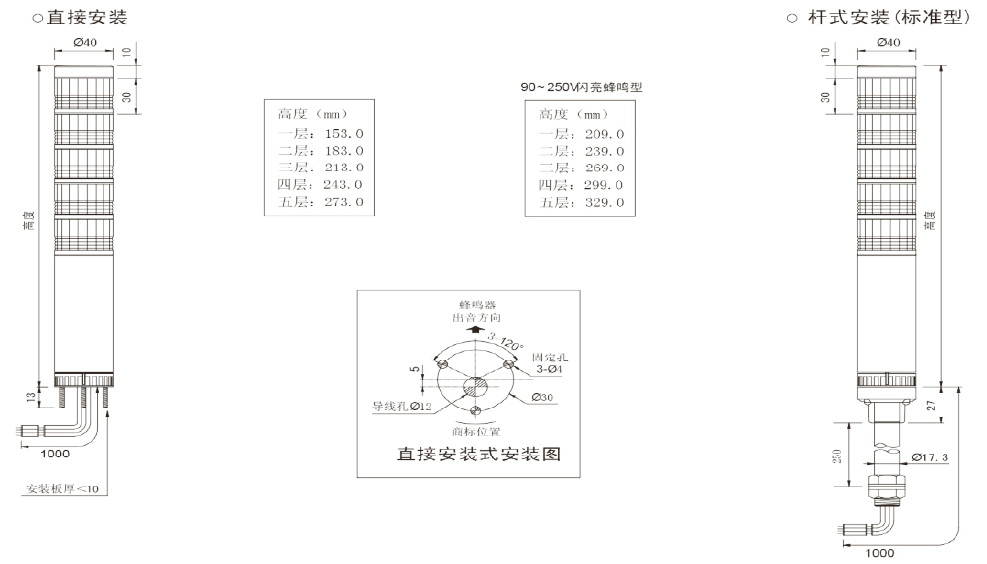 ○直接安装
Ø40
10
30
高度
13
1000
安装板厚<10
高度（mm）
一层：153.0
二层：183.0
三层．213.0
四层：243.0
五层：273.0
90~250V闪亮蜂鸣型
高度（mm）
一层：209.0
二层：239.0
三层：269.0
四层：299.0
五层：329.0
蜂鸣器
出音方向
3-120°
固定孔
3-Ø4
5
导线孔Ø12
Ø30
商标位置
直接安装式安装图
○ 杆式安装(标准型)
Ø40
10
30
高度
27
250
Ø17.3
1000